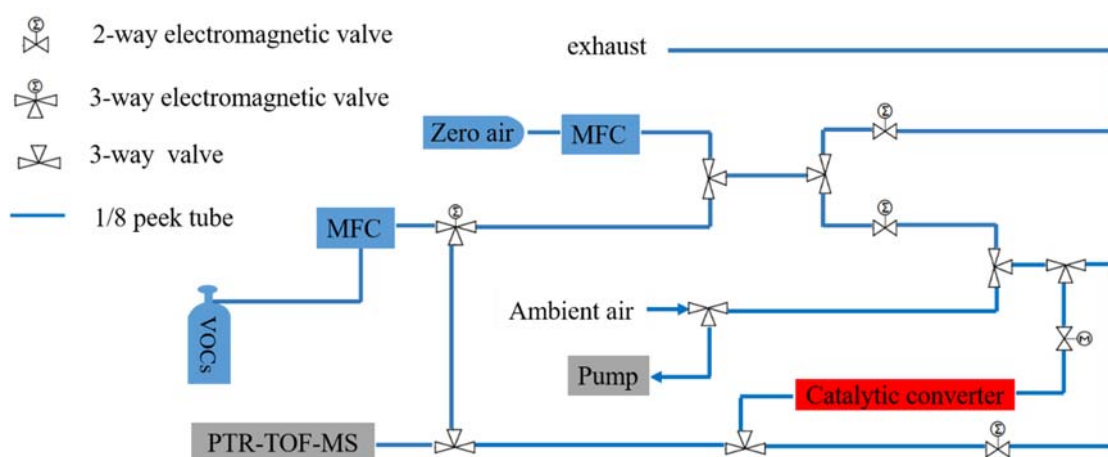 2-way electromagnetic valve
3-way electromagnetic valve
3-way valve
1/8 peek tube
exhaust
Zero air
MFC
MFC
VOCs
Ambient air
Pump
Catalytic converter
PTR-TOF-MS
Σ
Σ
Σ
Σ
Σ
M
Σ